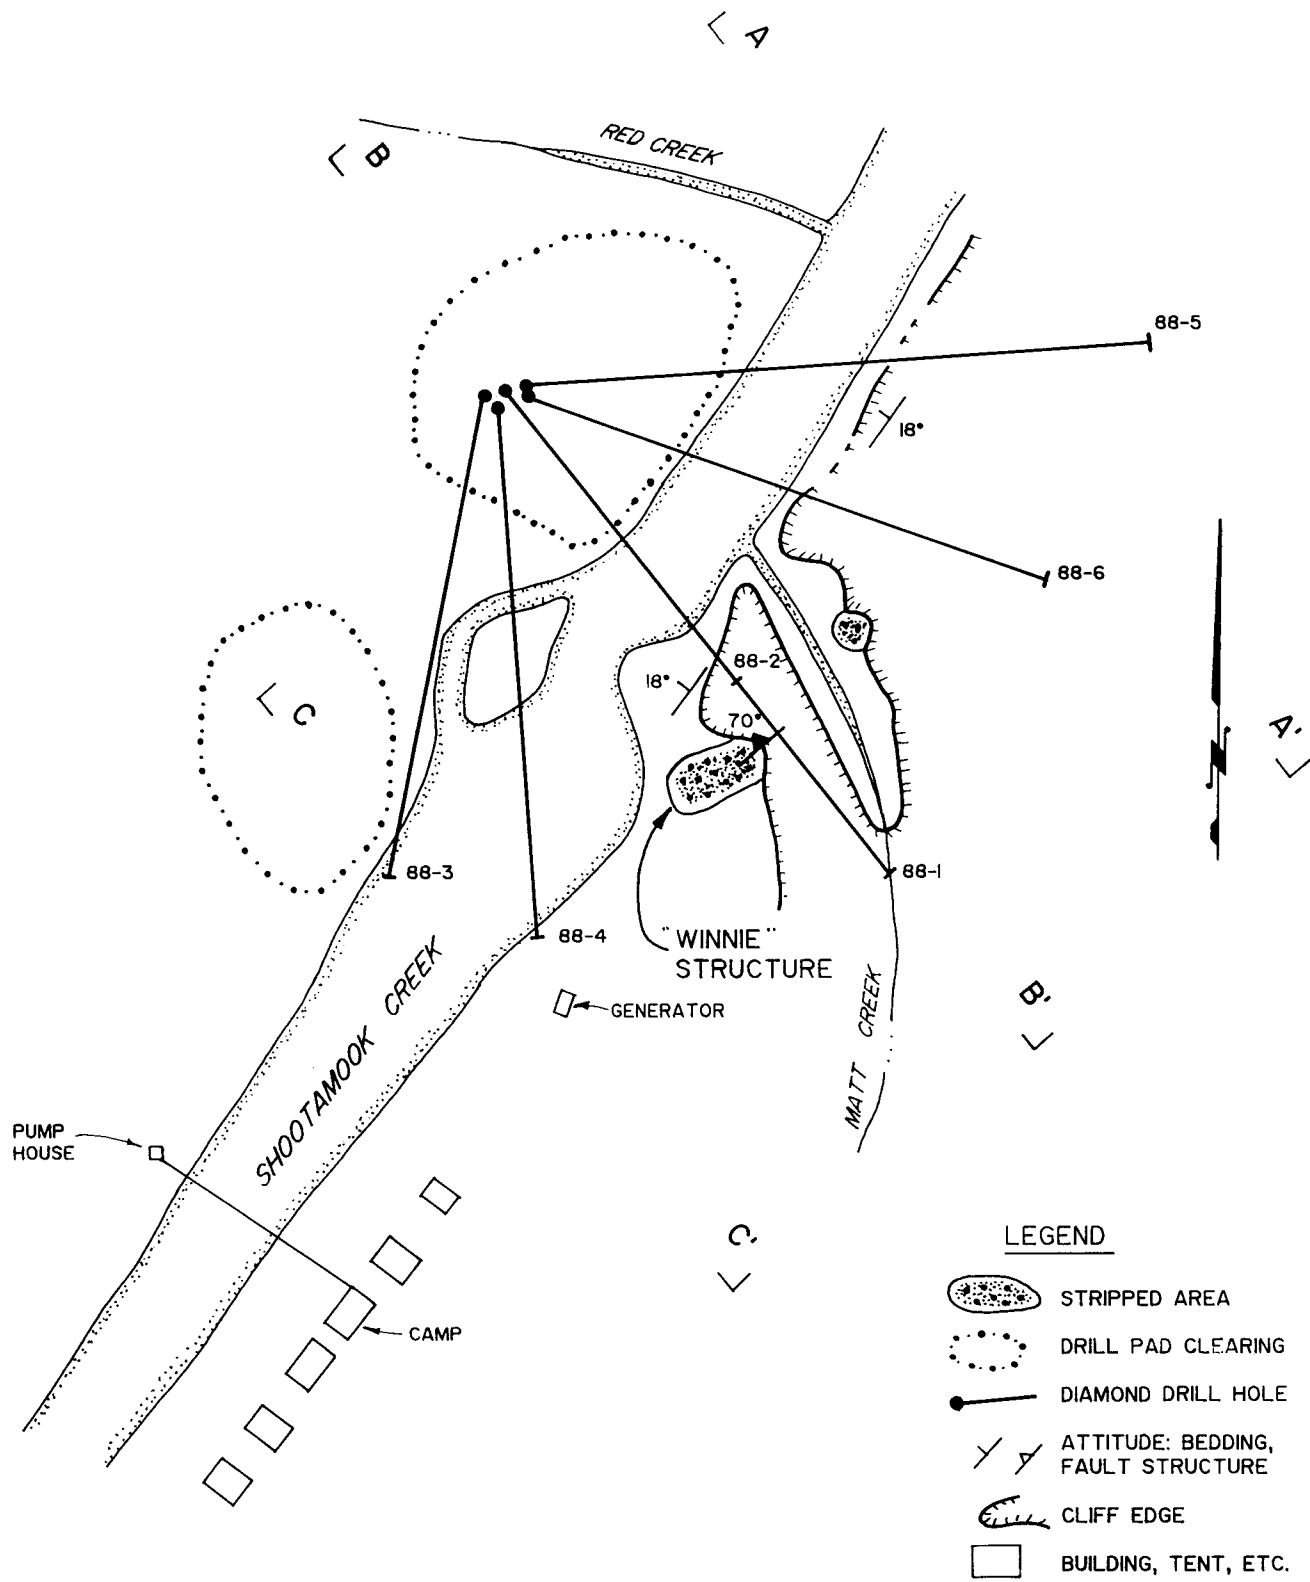 A
B
RED CREEK
88-5
18°
88-6
88-2
18°
C
70°
A'
88-3
88-1
88-4
"WINNIE"
STRUCTURE
SHOOTAMOOK CREEK
MATT CREEK
B'
GENERATOR
PUMP
HOUSE
C'
CAMP
LEGEND
STRIPPED AREA
DRILL PAD CLEARING
DIAMOND DRILL HOLE
ATTITUDE: BEDDING,
FAULT STRUCTURE
CLIFF EDGE
BUILDING, TENT, ETC.